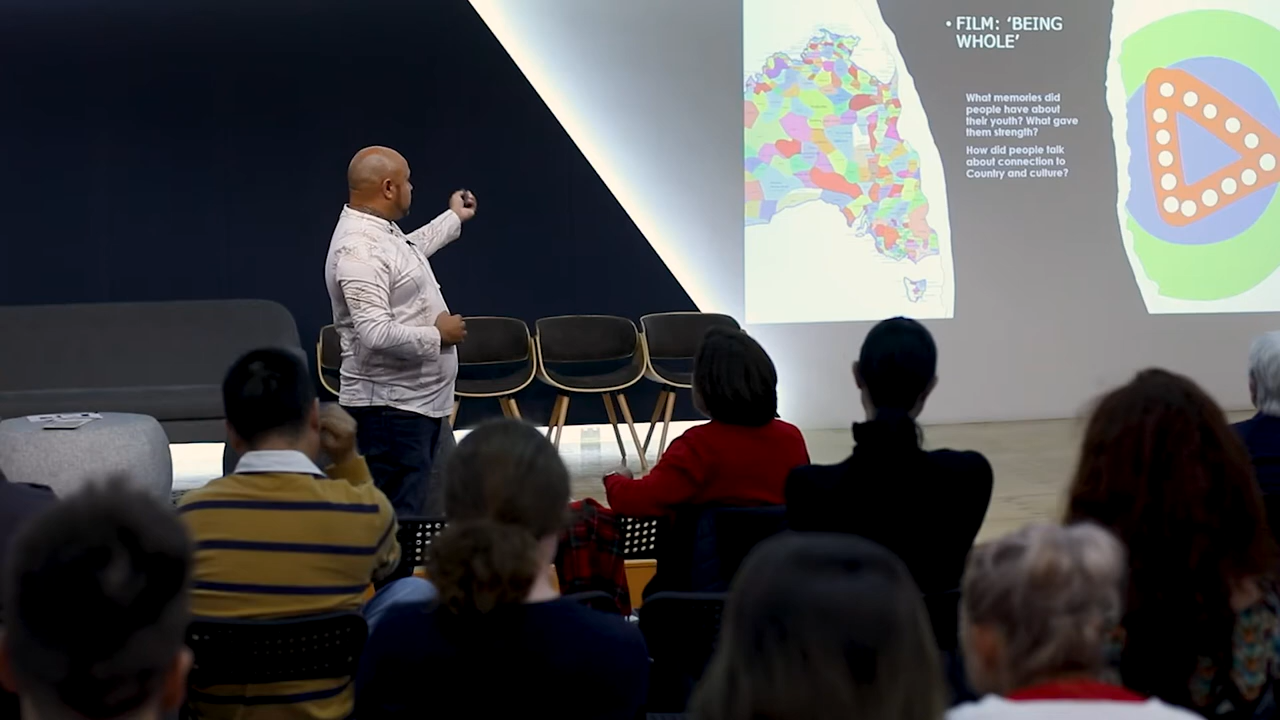 • FILM: ‘BEING
WHOLE’
What memories did
people have about
their youth? What gave
them strength?
How did people talk
about connection to
Country and culture?